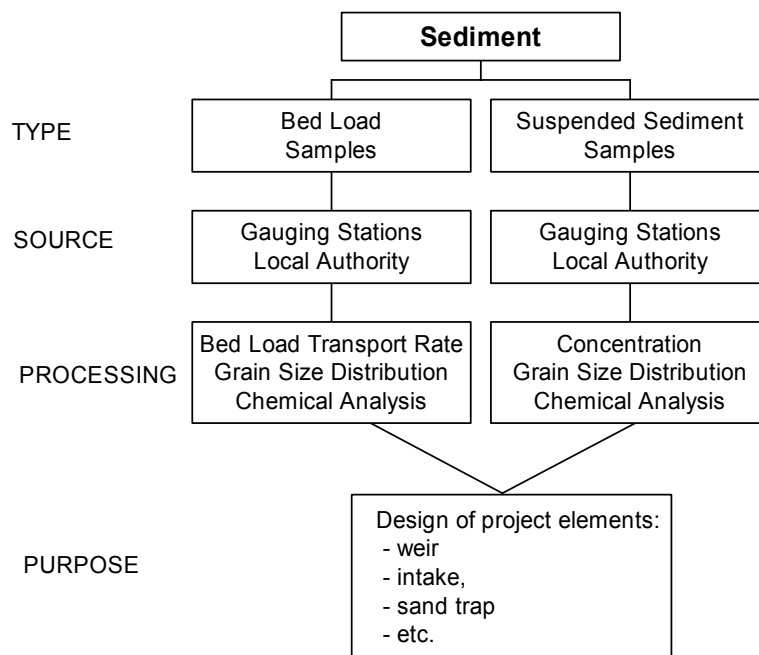 Sediment
TYPE
Bed Load
Samples
Suspended Sediment
Samples
SOURCE
Gauging Stations
Local Authority
Gauging Stations
Local Authority
PROCESSING
Bed Load Transport Rate
Grain Size Distribution
Chemical Analysis
Concentration
Grain Size Distribution
Chemical Analysis
PURPOSE
Design of project elements:
- weir
- intake,
- sand trap
- etc.